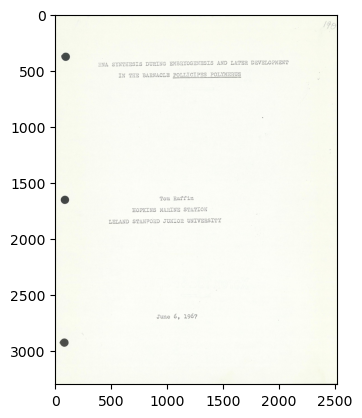 DNA SYNTHESIS DURING EMBRYOGENESIS AND LATER DEVELOPMENT
IN THE BARNACLE POLLICIPES POLYMERUS
Tom Raffin
HOPKINS MARINE STATION
LELAND STANFORD JUNIOR UNIVERSITY
June 6, 1967
0
500
1000
1500
2000
2500
3000
0
500
1000
1500
2000
2500